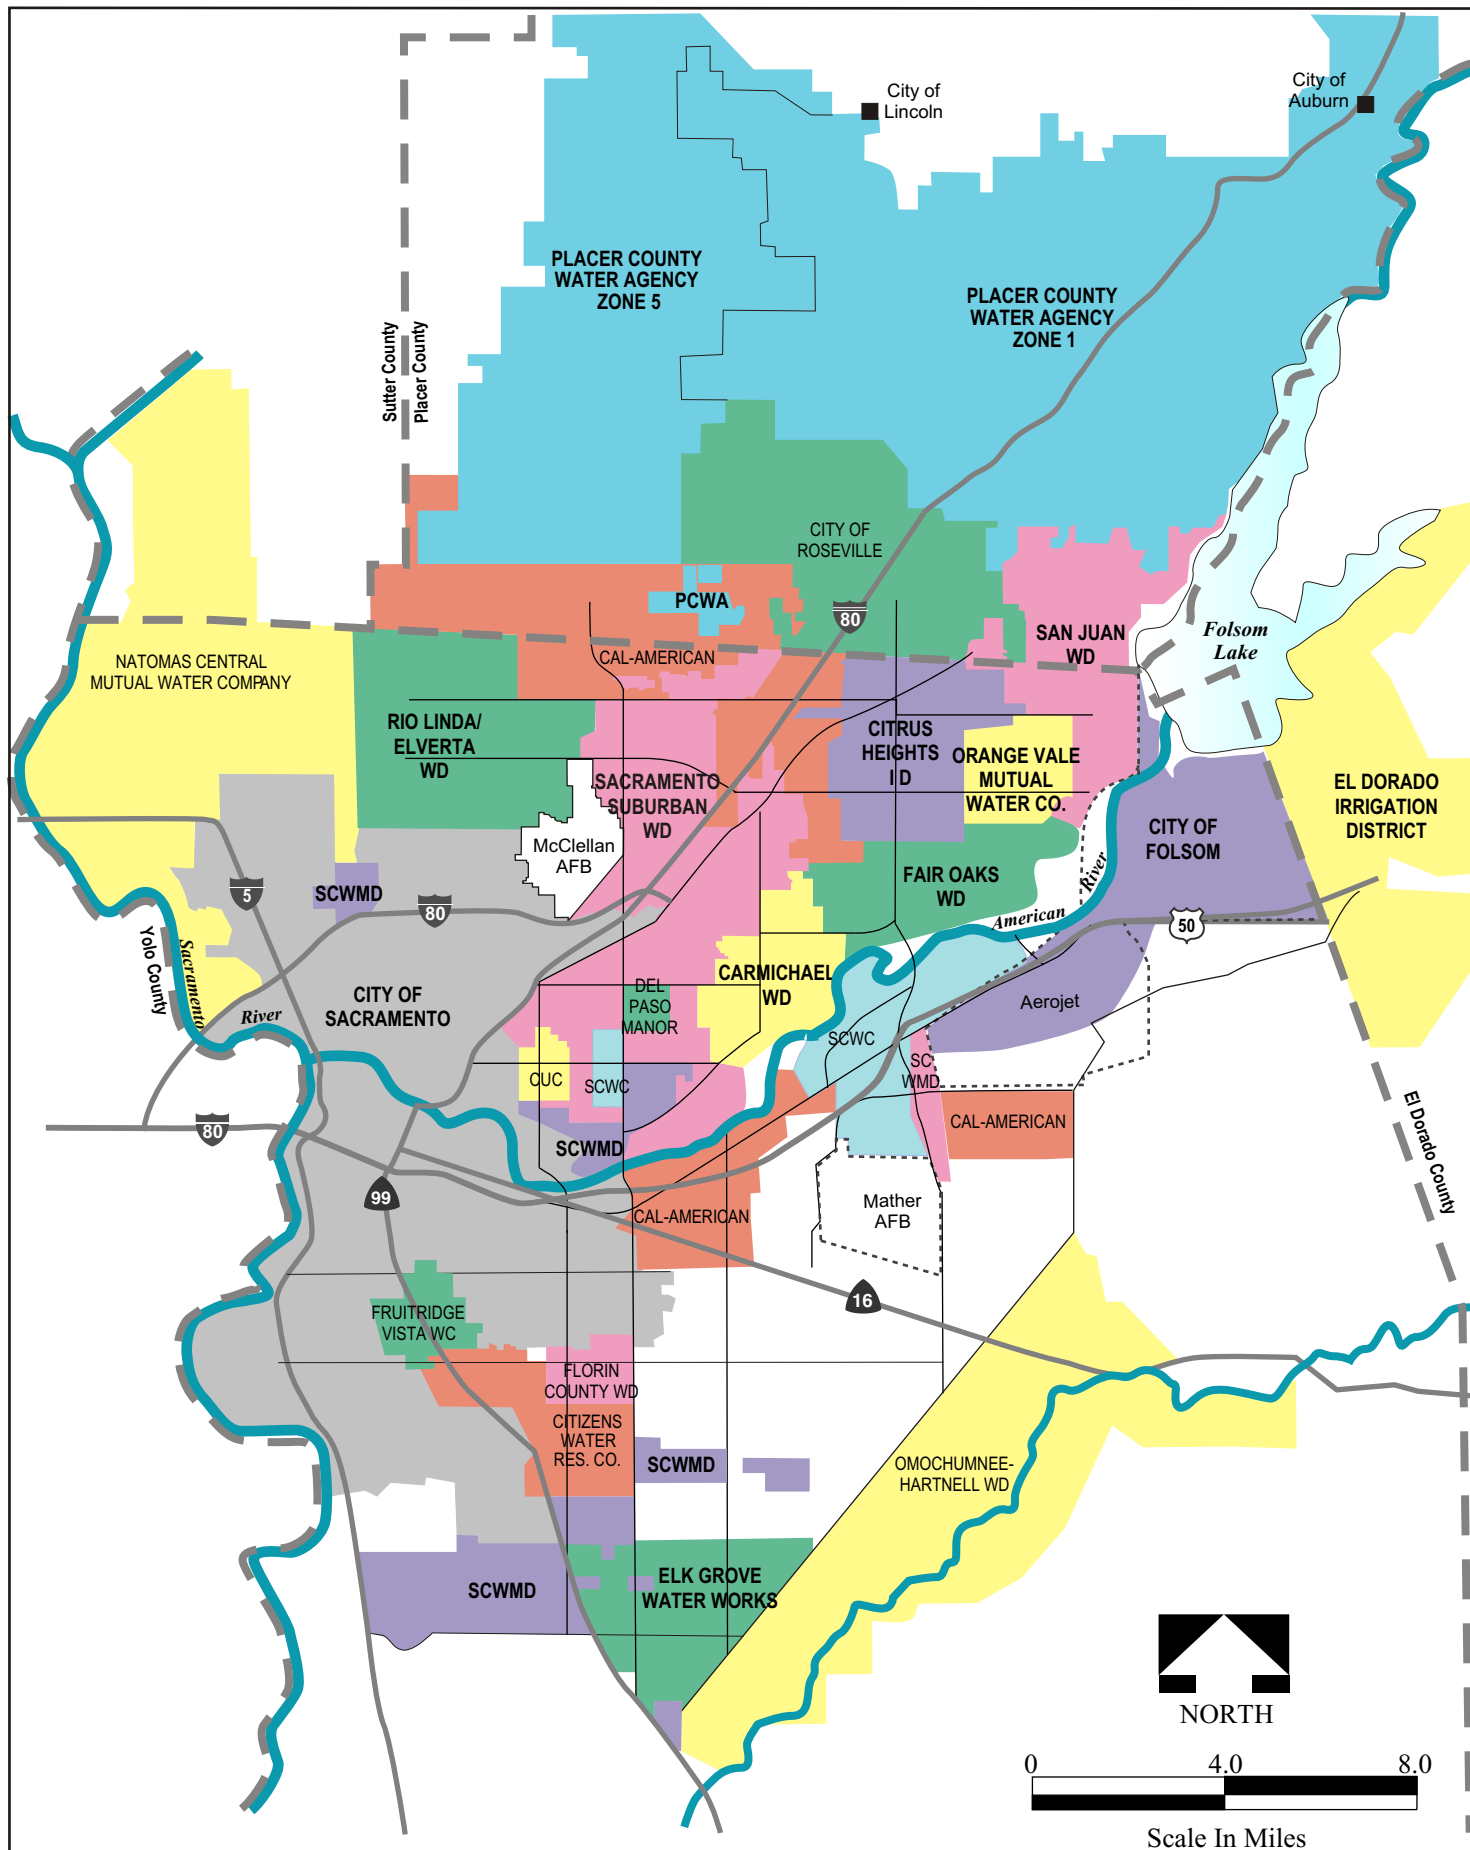 City of
Lincoln
City of
Auburn
PLACER COUNTY
WATER AGENCY
ZONE 5
PLACER COUNTY
WATER AGENCY
ZONE 1
Sutter County
Placer County
CITY OF
ROSEVILLE
PCWA
80
SAN JUAN
WD
Folsom
Lake
NATOMAS CENTRAL
MUTUAL WATER COMPANY
CAL-AMERICAN
RIO LINDA/
ELVERTA
WD
CITRUS
HEIGHTS
I D
ORANGE VALE
MUTUAL
WATER CO.
SACRAMENTO
SUBURBAN
WD
EL DORADO
IRRIGATION
DISTRICT
CITY OF
FOLSOM
McClellan
AFB
FAIR OAKS
WD
River
American
SCWMD
5
80
50
Yolo County
Sacramento
River
CITY OF
SACRAMENTO
CARMICHAEL
WD
DEL
PASO
MANOR
Aerojet
SCWC
SC
WMD
CUC
SCWC
CAL-AMERICAN
80
SCWMD
El Dorado County
99
Mather
AFB
CAL-AMERICAN
16
FRUITRIDGE
VISTA WC
FLORIN
COUNTY WD
CITIZENS
WATER
RES. CO.
SCWMD
OMOCHUMNEE-
HARTNELL WD
SCWMD
ELK GROVE
WATER WORKS
NORTH
0 4.0 8.0
Scale In Miles